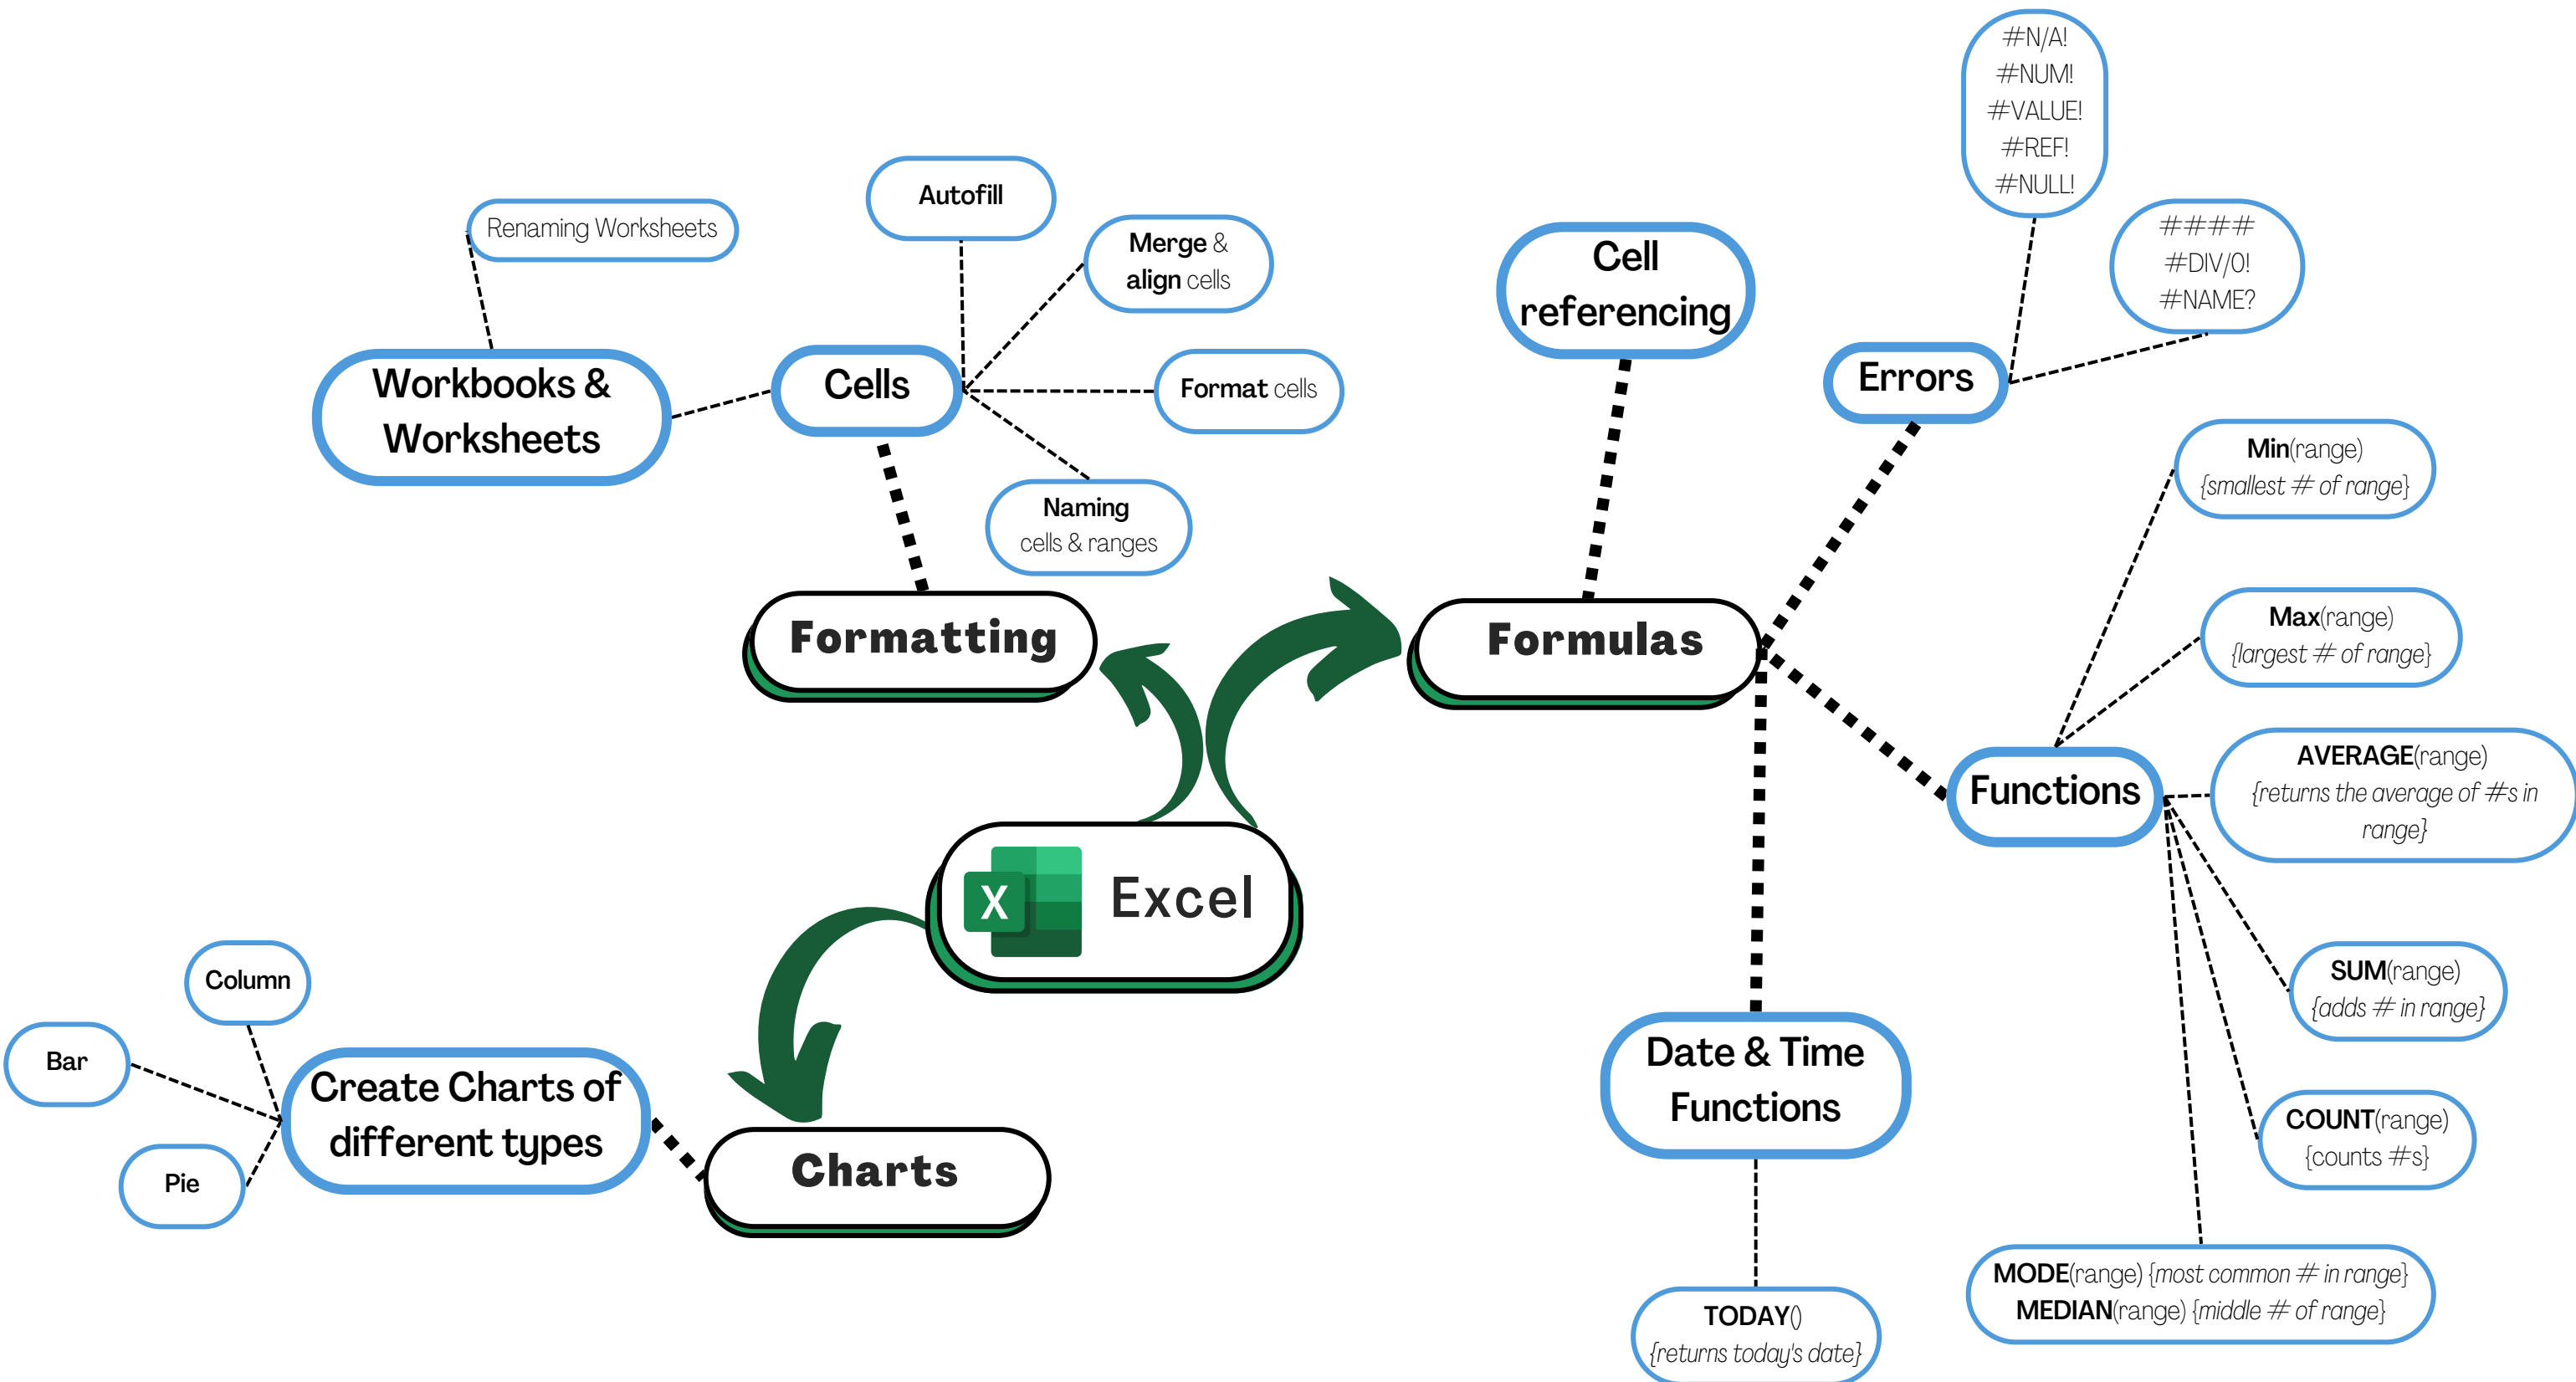 #N/A!
#NUM!
#VALUE!
#REF!
#NULL!
####
#DIV/0!
#NAME?
Autofill
Renaming Worksheets
Merge &
align cells
Cell
referencing
Workbooks &
Worksheets
Cells
Format cells
Errors
Min(range)
{smallest # of range}
Naming
cells & ranges
Formatting
Formulas
Max(range)
{largest # of range}
Functions
AVERAGE(range)
{returns the average of #s in
range}
X Excel
SUM(range)
{adds # in range}
Column
Bar
Pie
Create Charts of
different types
Charts
Date & Time
Functions
COUNT(range)
{counts #s}
MODE(range) {most common # in range}
MEDIAN(range) {middle # of range}
TODAY()
{returns today's date}